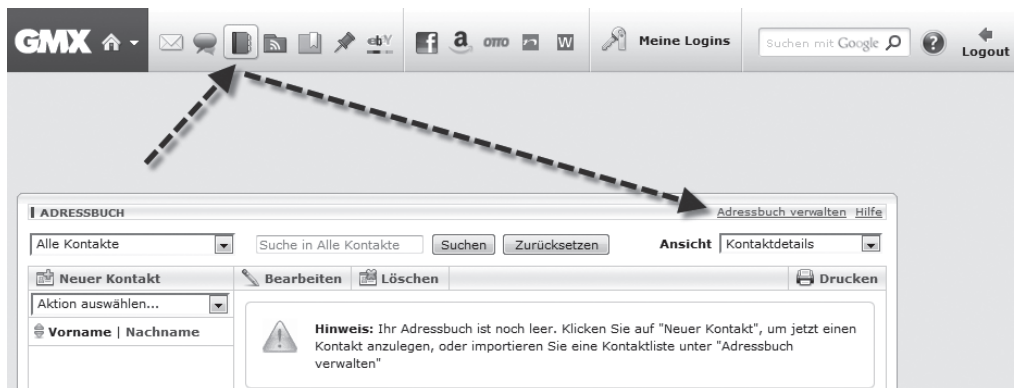 GMX ebY f a OTTO W Meine Logins Suchen mit Google ? Logout
ADRESSBUCH Adressbuch verwalten Hilfe
Alle Kontakte Suche in Alle Kontakte Suchen Zurücksetzen Ansicht Kontaktdetails
Neuer Kontakt Bearbeiten Löschen Drucken
Aktion auswählen...
Vorname | Nachname
Hinweis: Ihr Adressbuch ist noch leer. Klicken Sie auf "Neuer Kontakt", um jetzt einen
Kontakt anzulegen, oder importieren Sie eine Kontaktliste unter "Adressbuch
verwalten"